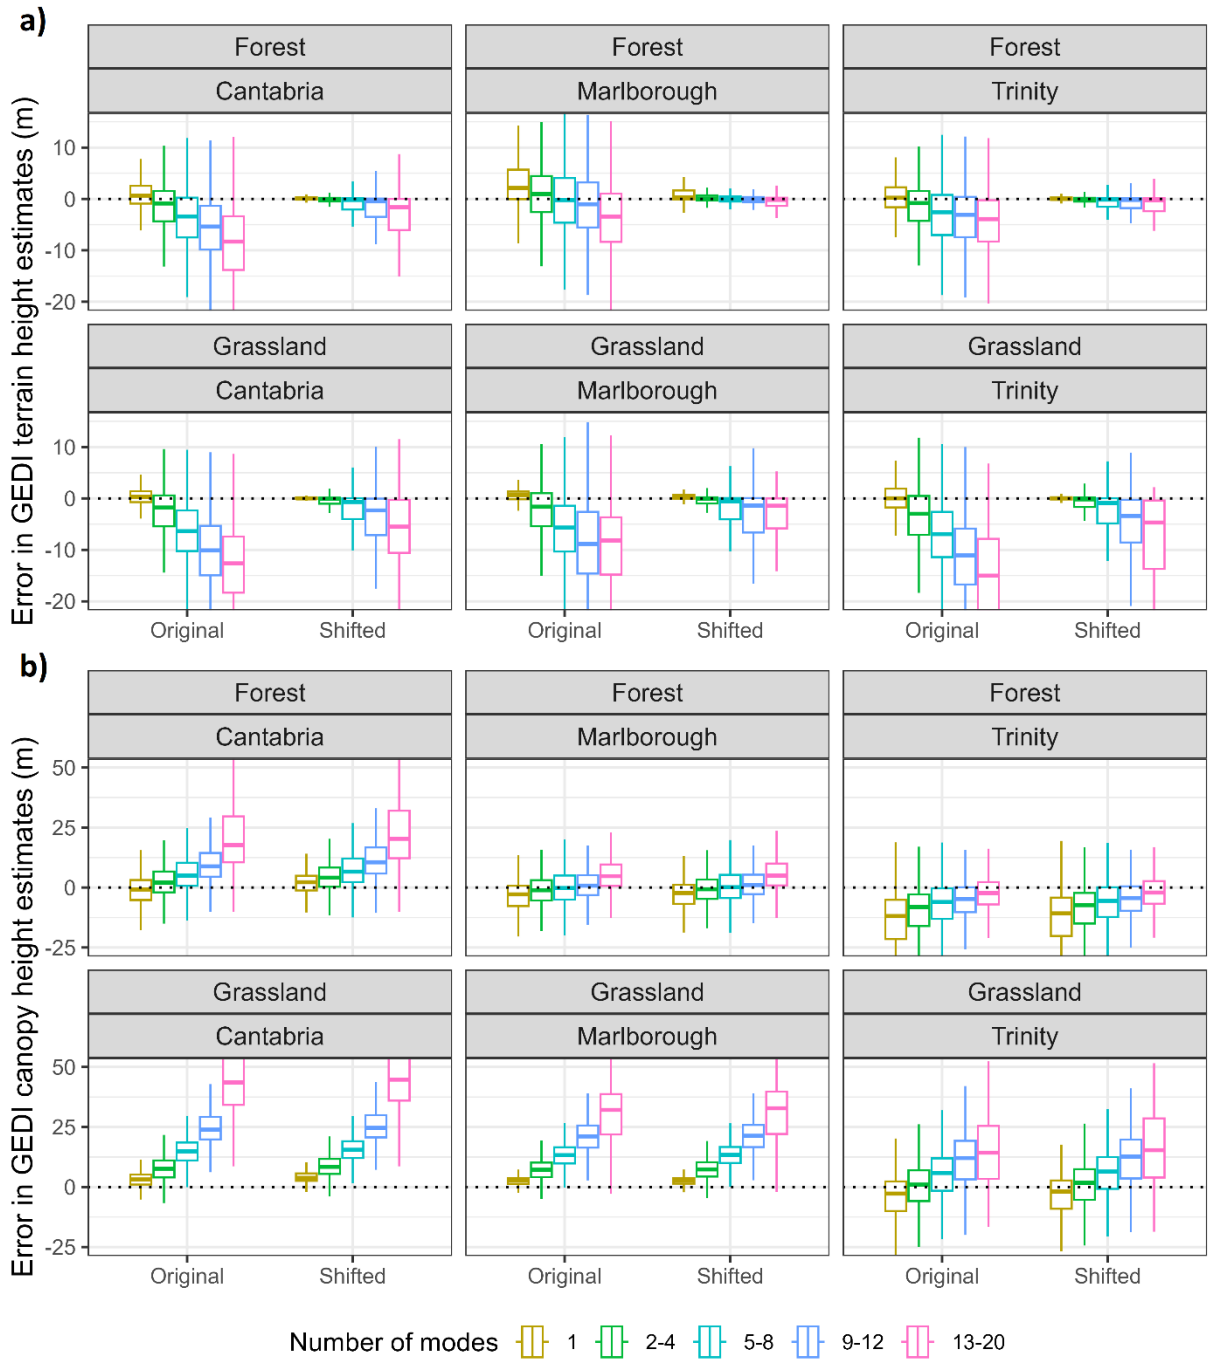 a)
Error in GEDI terrain height estimates (m)
Forest Forest Forest
Cantabria Marlborough Trinity
10
0
-10
-20
Grassland Grassland Grassland
Cantabria Marlborough Trinity
10
0
-10
-20
Original Shifted Original Shifted Original Shifted
b)
Error in GEDI canopy height estimates (m)
Forest Forest Forest
Cantabria Marlborough Trinity
50
25
0
-25
Grassland Grassland Grassland
Cantabria Marlborough Trinity
50
25
0
-25
Original Shifted Original Shifted Original Shifted
Number of modes 1 2-4 5-8 9-12 13-20